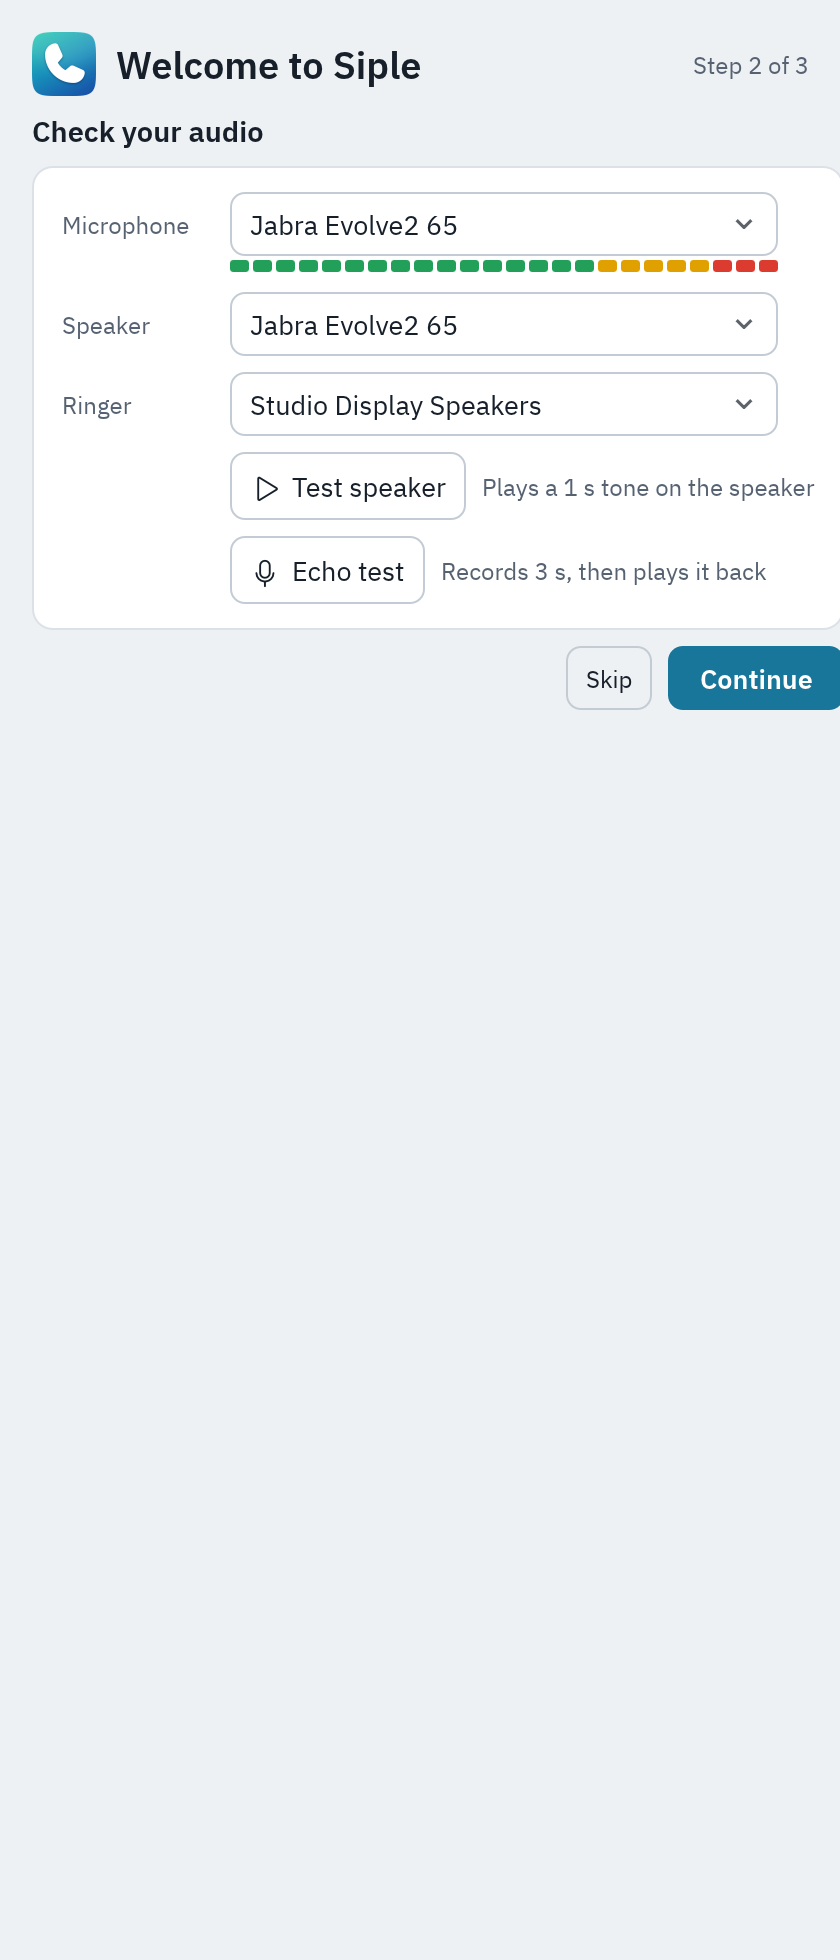 Welcome to Siple
Step 2 of 3
Check your audio
Microphone
Jabra Evolve2 65
Speaker
Jabra Evolve2 65
Ringer
Studio Display Speakers
Test speaker
Plays a 1 s tone on the speaker
Echo test
Records 3 s, then plays it back
Skip
Continue